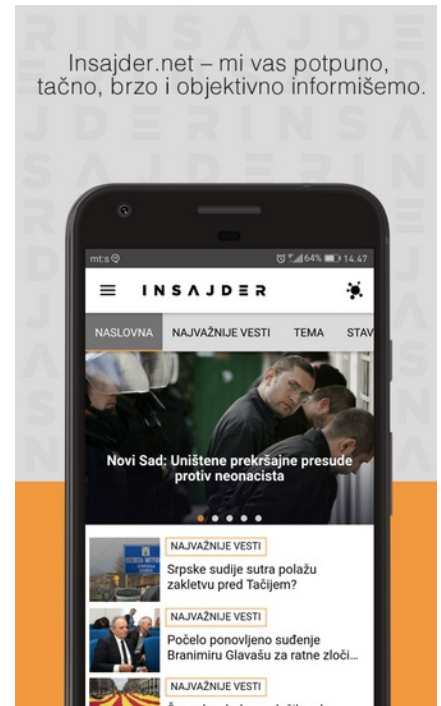 Insajder.net – mi vas potpuno,
tačno, brzo i objektivno informišemo.
mt:s 64% 14.47
INSAJDER
NASLOVNA NAJVAŽNIJE VESTI TEMA STAV
Novi Sad: Uništene prekršajne presude
protiv neonacista
NAJVAŽNIJE VESTI
Srpske sudije sutra polažu
zakletvu pred Tačijem?
NAJVAŽNIJE VESTI
Počelo ponovljeno suđenje
Branimiru Glavašu za ratne zloči...
NAJVAŽNIJE VESTI